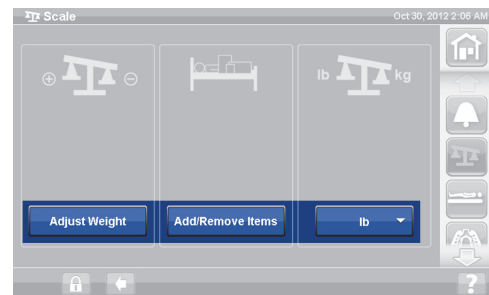 Scale
Oct 30, 2012 2:06 AM
lb
kg
Adjust Weight
Add/Remove Items
lb
?